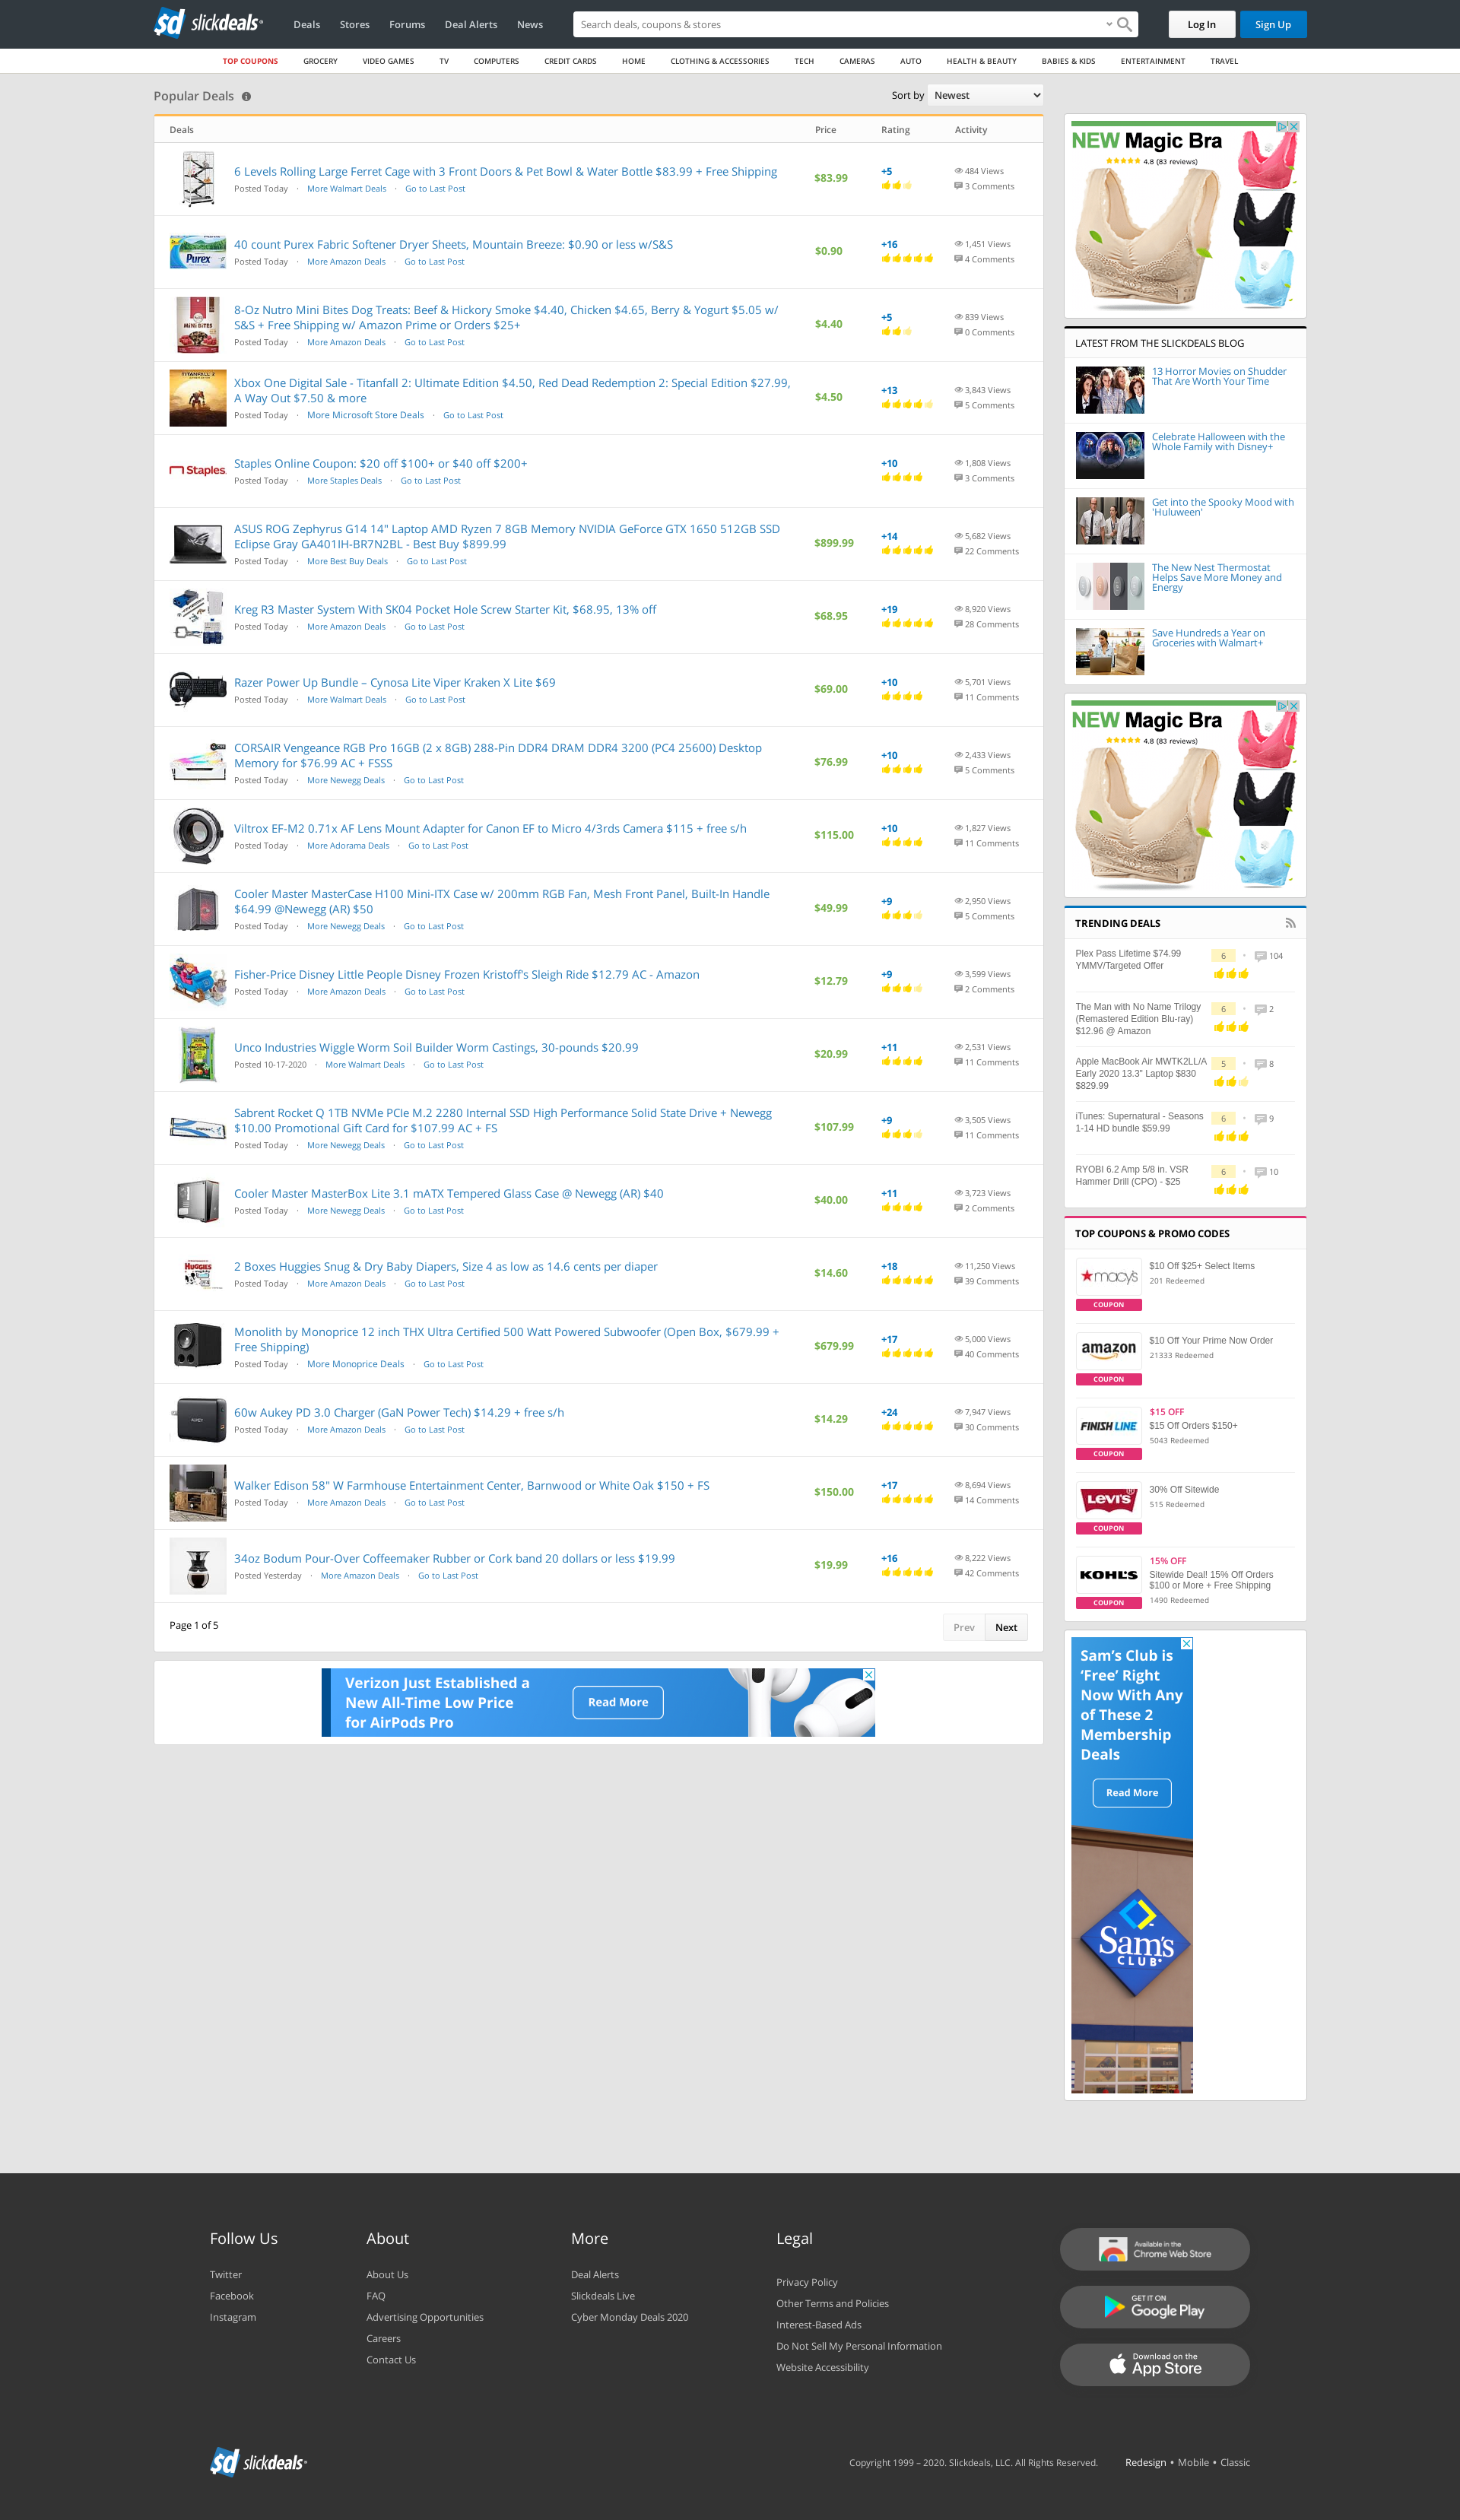 sd slickdeals
Deals Stores Forums Deal Alerts News
Search deals, coupons & stores
Log In Sign Up
TOP COUPONS GROCERY VIDEO GAMES TV COMPUTERS CREDIT CARDS HOME CLOTHING & ACCESSORIES TECH CAMERAS AUTO HEALTH & BEAUTY BABIES & KIDS ENTERTAINMENT TRAVEL
Popular Deals
Sort by Newest
Deals Price Rating Activity
6 Levels Rolling Large Ferret Cage with 3 Front Doors & Pet Bowl & Water Bottle $83.99 + Free Shipping
Posted Today · More Walmart Deals · Go to Last Post
$83.99
+5
484 Views
3 Comments
40 count Purex Fabric Softener Dryer Sheets, Mountain Breeze: $0.90 or less w/S&S
Posted Today · More Amazon Deals · Go to Last Post
$0.90
+16
1,451 Views
4 Comments
8-Oz Nutro Mini Bites Dog Treats: Beef & Hickory Smoke $4.40, Chicken $4.65, Berry & Yogurt $5.05 w/
S&S + Free Shipping w/ Amazon Prime or Orders $25+
Posted Today · More Amazon Deals · Go to Last Post
$4.40
+5
839 Views
0 Comments
Xbox One Digital Sale - Titanfall 2: Ultimate Edition $4.50, Red Dead Redemption 2: Special Edition $27.99,
A Way Out $7.50 & more
Posted Today · More Microsoft Store Deals · Go to Last Post
$4.50
+13
3,843 Views
5 Comments
Staples
Staples Online Coupon: $20 off $100+ or $40 off $200+
Posted Today · More Staples Deals · Go to Last Post
+10
1,808 Views
3 Comments
ASUS ROG Zephyrus G14 14" Laptop AMD Ryzen 7 8GB Memory NVIDIA GeForce GTX 1650 512GB SSD
Eclipse Gray GA401IH-BR7N2BL - Best Buy $899.99
Posted Today · More Best Buy Deals · Go to Last Post
$899.99
+14
5,682 Views
22 Comments
Kreg R3 Master System With SK04 Pocket Hole Screw Starter Kit, $68.95, 13% off
Posted Today · More Amazon Deals · Go to Last Post
$68.95
+19
8,920 Views
28 Comments
Razer Power Up Bundle – Cynosa Lite Viper Kraken X Lite $69
Posted Today · More Walmart Deals · Go to Last Post
$69.00
+10
5,701 Views
11 Comments
CORSAIR Vengeance RGB Pro 16GB (2 x 8GB) 288-Pin DDR4 DRAM DDR4 3200 (PC4 25600) Desktop
Memory for $76.99 AC + FSSS
Posted Today · More Newegg Deals · Go to Last Post
$76.99
+10
2,433 Views
5 Comments
Viltrox EF-M2 0.71x AF Lens Mount Adapter for Canon EF to Micro 4/3rds Camera $115 + free s/h
Posted Today · More Adorama Deals · Go to Last Post
$115.00
+10
1,827 Views
11 Comments
Cooler Master MasterCase H100 Mini-ITX Case w/ 200mm RGB Fan, Mesh Front Panel, Built-In Handle
$64.99 @Newegg (AR) $50
Posted Today · More Newegg Deals · Go to Last Post
$49.99
+9
2,950 Views
5 Comments
Fisher-Price Disney Little People Disney Frozen Kristoff's Sleigh Ride $12.79 AC - Amazon
Posted Today · More Amazon Deals · Go to Last Post
$12.79
+9
3,599 Views
2 Comments
Unco Industries Wiggle Worm Soil Builder Worm Castings, 30-pounds $20.99
Posted 10-17-2020 · More Walmart Deals · Go to Last Post
$20.99
+11
2,531 Views
11 Comments
Sabrent Rocket Q 1TB NVMe PCIe M.2 2280 Internal SSD High Performance Solid State Drive + Newegg
$10.00 Promotional Gift Card for $107.99 AC + FS
Posted Today · More Newegg Deals · Go to Last Post
$107.99
+9
3,505 Views
11 Comments
Cooler Master MasterBox Lite 3.1 mATX Tempered Glass Case @ Newegg (AR) $40
Posted Today · More Newegg Deals · Go to Last Post
$40.00
+11
3,723 Views
2 Comments
2 Boxes Huggies Snug & Dry Baby Diapers, Size 4 as low as 14.6 cents per diaper
Posted Today · More Amazon Deals · Go to Last Post
$14.60
+18
11,250 Views
39 Comments
Monolith by Monoprice 12 inch THX Ultra Certified 500 Watt Powered Subwoofer (Open Box, $679.99 +
Free Shipping)
Posted Today · More Monoprice Deals · Go to Last Post
$679.99
+17
5,000 Views
40 Comments
60w Aukey PD 3.0 Charger (GaN Power Tech) $14.29 + free s/h
Posted Today · More Amazon Deals · Go to Last Post
$14.29
+24
7,947 Views
30 Comments
Walker Edison 58" W Farmhouse Entertainment Center, Barnwood or White Oak $150 + FS
Posted Today · More Amazon Deals · Go to Last Post
$150.00
+17
8,694 Views
14 Comments
34oz Bodum Pour-Over Coffeemaker Rubber or Cork band 20 dollars or less $19.99
Posted Yesterday · More Amazon Deals · Go to Last Post
$19.99
+16
8,222 Views
42 Comments
Page 1 of 5
Prev Next
Verizon Just Established a
New All-Time Low Price
for AirPods Pro
Read More
NEW Magic Bra
4.8 (83 reviews)
LATEST FROM THE SLICKDEALS BLOG
13 Horror Movies on Shudder
That Are Worth Your Time
Celebrate Halloween with the
Whole Family with Disney+
Get into the Spooky Mood with
'Huluween'
The New Nest Thermostat
Helps Save More Money and
Energy
Save Hundreds a Year on
Groceries with Walmart+
NEW Magic Bra
4.8 (83 reviews)
TRENDING DEALS
Plex Pass Lifetime $74.99
YMMV/Targeted Offer
6 · 104
The Man with No Name Trilogy
(Remastered Edition Blu-ray)
$12.96 @ Amazon
6 · 2
Apple MacBook Air MWTK2LL/A
Early 2020 13.3" Laptop $830
$829.99
5 · 8
iTunes: Supernatural - Seasons
1-14 HD bundle $59.99
6 · 9
RYOBI 6.2 Amp 5/8 in. VSR
Hammer Drill (CPO) - $25
6 · 10
TOP COUPONS & PROMO CODES
macy's
COUPON
$10 Off $25+ Select Items
201 Redeemed
amazon
COUPON
$10 Off Your Prime Now Order
21333 Redeemed
FINISH LINE
COUPON
$15 OFF
$15 Off Orders $150+
5043 Redeemed
LEVI'S
COUPON
30% Off Sitewide
515 Redeemed
KOHL'S
COUPON
15% OFF
Sitewide Deal! 15% Off Orders
$100 or More + Free Shipping
1490 Redeemed
Sam's Club is
'Free' Right
Now With Any
of These 2
Membership
Deals
Read More
Sam's
CLUB
Follow Us
Twitter
Facebook
Instagram
About
About Us
FAQ
Advertising Opportunities
Careers
Contact Us
More
Deal Alerts
Slickdeals Live
Cyber Monday Deals 2020
Legal
Privacy Policy
Other Terms and Policies
Interest-Based Ads
Do Not Sell My Personal Information
Website Accessibility
Available in the
Chrome Web Store
GET IT ON
Google Play
Download on the
App Store
sd slickdeals
Copyright 1999 – 2020. Slickdeals, LLC. All Rights Reserved.
Redesign • Mobile • Classic